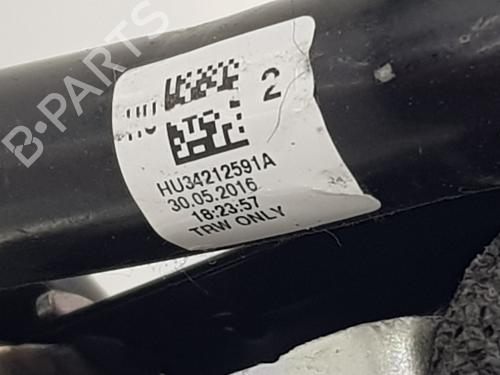 2
HU34212591A
30.05.2016
18:23:57
TRW ONLY
B-PARTS